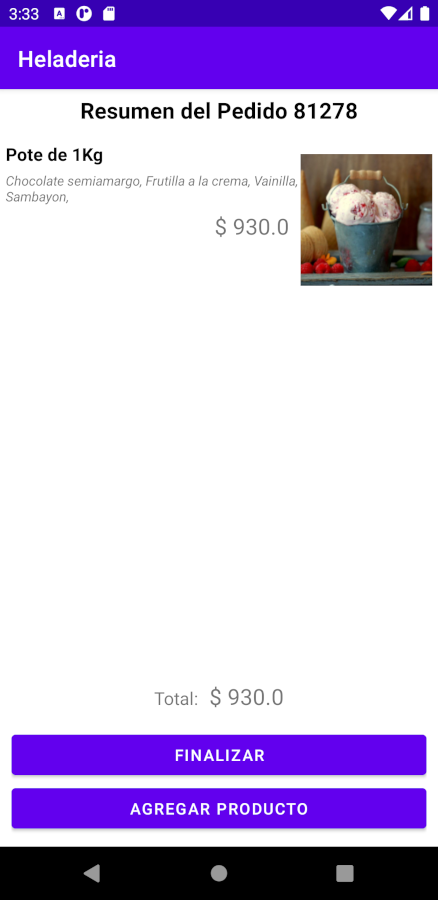 3:33
A
Heladeria
Resumen del Pedido 81278
Pote de 1Kg
Chocolate semiamargo, Frutilla a la crema, Vainilla,
Sambayon,
$ 930.0
Total: $ 930.0
FINALIZAR
AGREGAR PRODUCTO